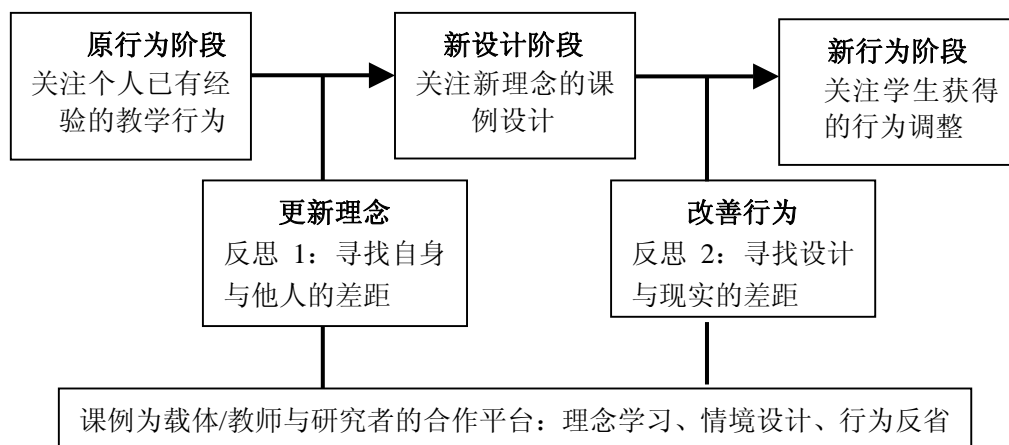 原行为阶段
关注个人已有经
验的教学行为
新设计阶段
关注新理念的课
例设计
新行为阶段
关注学生获得
的行为调整
更新理念
反思 1：寻找自身
与他人的差距
改善行为
反思 2：寻找设计
与现实的差距
课例为载体/教师与研究者的合作平台：理念学习、情境设计、行为反省